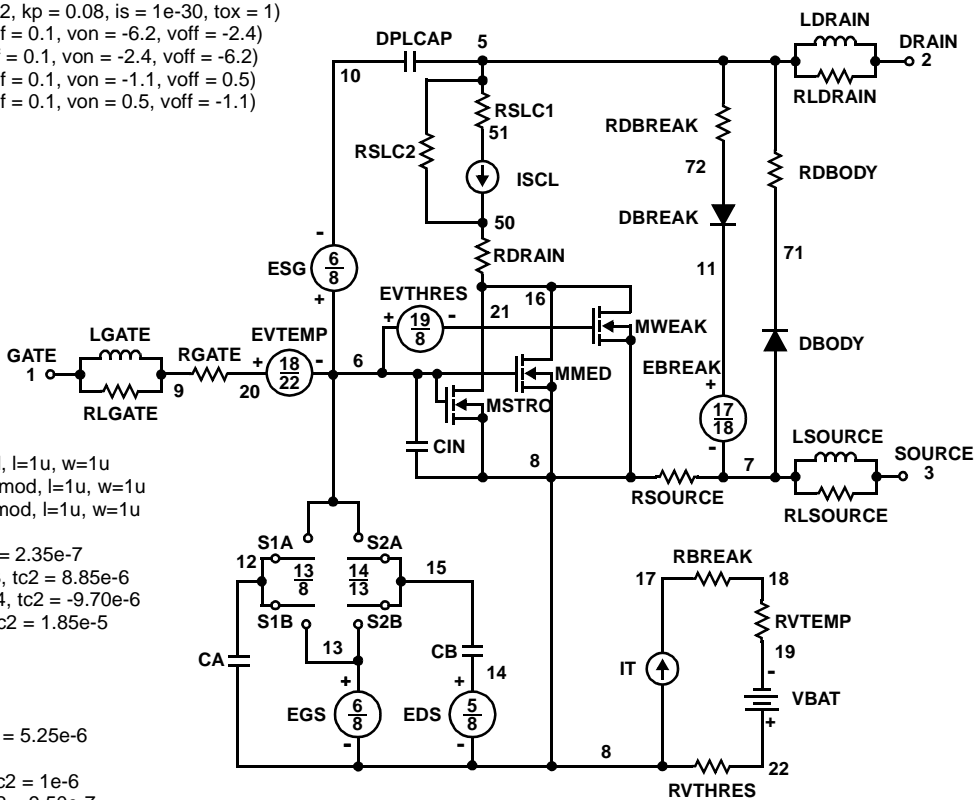 2, kp = 0.08, is = 1e-30, tox = 1)
f = 0.1, von = -6.2, voff = -2.4)
= 0.1, von = -2.4, voff = -6.2)
f = 0.1, von = -1.1, voff = 0.5)
f = 0.1, von = 0.5, voff = -1.1)
LDRAIN
DPLCAP 5 DRAIN
2
10
RLDRAIN
RSLC1
51
RDBREAK
RSLC2
72
RDBODY
ISCL
DBREAK
50
-
RDRAIN
71
ESG 6/8
11
+
EVTHRES
16
+ 19/8 -
21
MWEAK
LGATE
EVTEMP
GATE
1
RGATE
+ 18/22 -
6
EBREAK
DBODY
MMED
+
9
20
RLGATE
MSTRO
17/18
CIN
-
LSOURCE
SOURCE
3
8
7
RSOURCE
RLSOURCE
, l=1u, w=1u
mod, l=1u, w=1u
mod, l=1u, w=1u
S1A S2A
= 2.35e-7
12 13/8 14/13 15
RBREAK
17 18
, tc2 = 8.85e-6
4, tc2 = -9.70e-6
c2 = 1.85e-5
S1B S2B
RVTEMP
13
CB
19
CA
IT
14
-
+ +
VBAT
EGS 6/8 EDS 5/8
+
- -
= 5.25e-6
8
22
c2 = 1e-6
RVTHRES